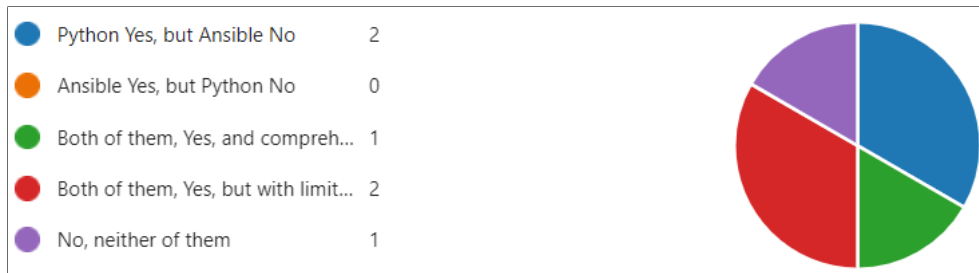 Python Yes, but Ansible No 2
Ansible Yes, but Python No 0
Both of them, Yes, and compreh... 1
Both of them, Yes, but with limit... 2
No, neither of them 1